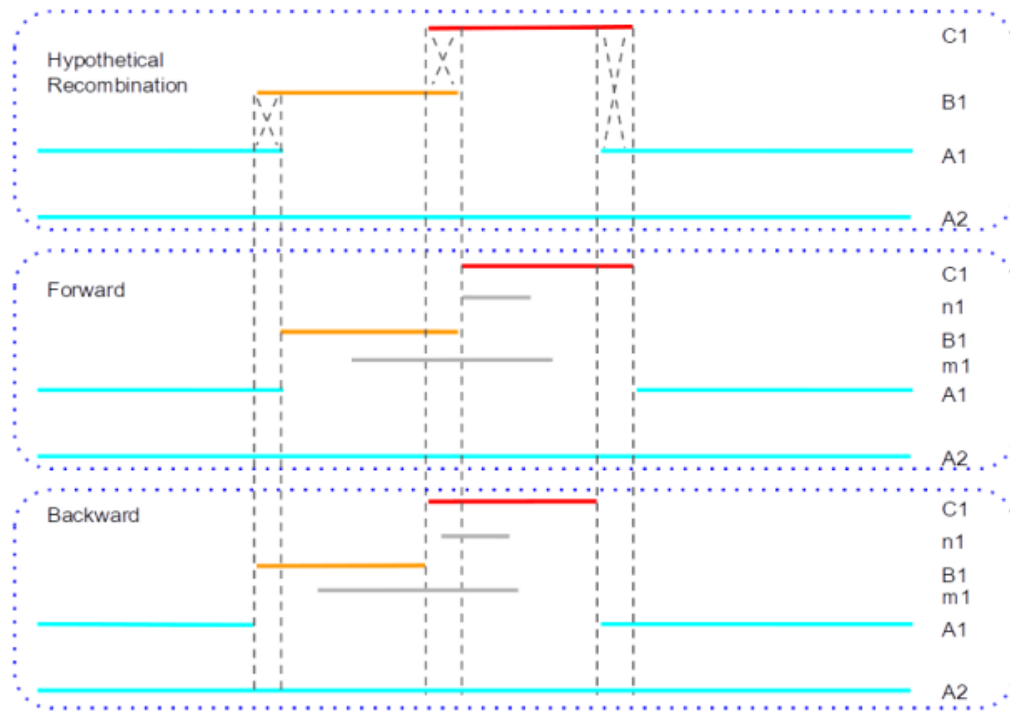 C1
Hypothetical
Recombination
B1
A1
A2
C1
Forward
n1
B1
m1
A1
A2
C1
Backward
n1
B1
m1
A1
A2